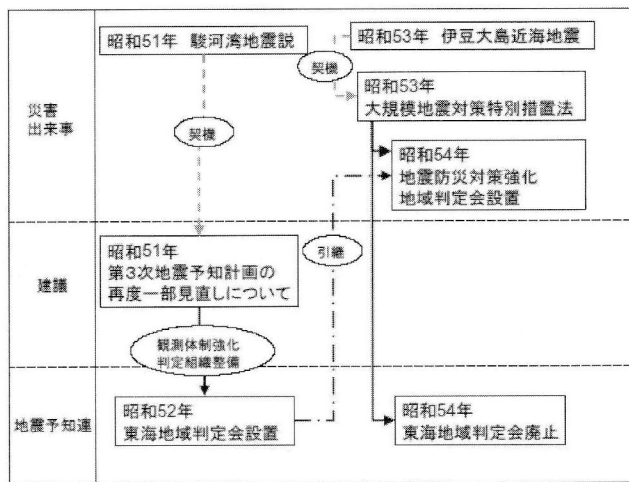 災害
出来事
昭和51年 駿河湾地震説
昭和53年 伊豆大島近海地震
契機
昭和53年
大規模地震対策特別措置法
契機
昭和54年
地震防災対策強化
地域判定会設置
建議
昭和51年
第3次地震予知計画の
再度一部見直しについて
引継
観測体制強化
判定組織整備
地震予知連
昭和52年
東海地域判定会設置
昭和54年
東海地域判定会廃止